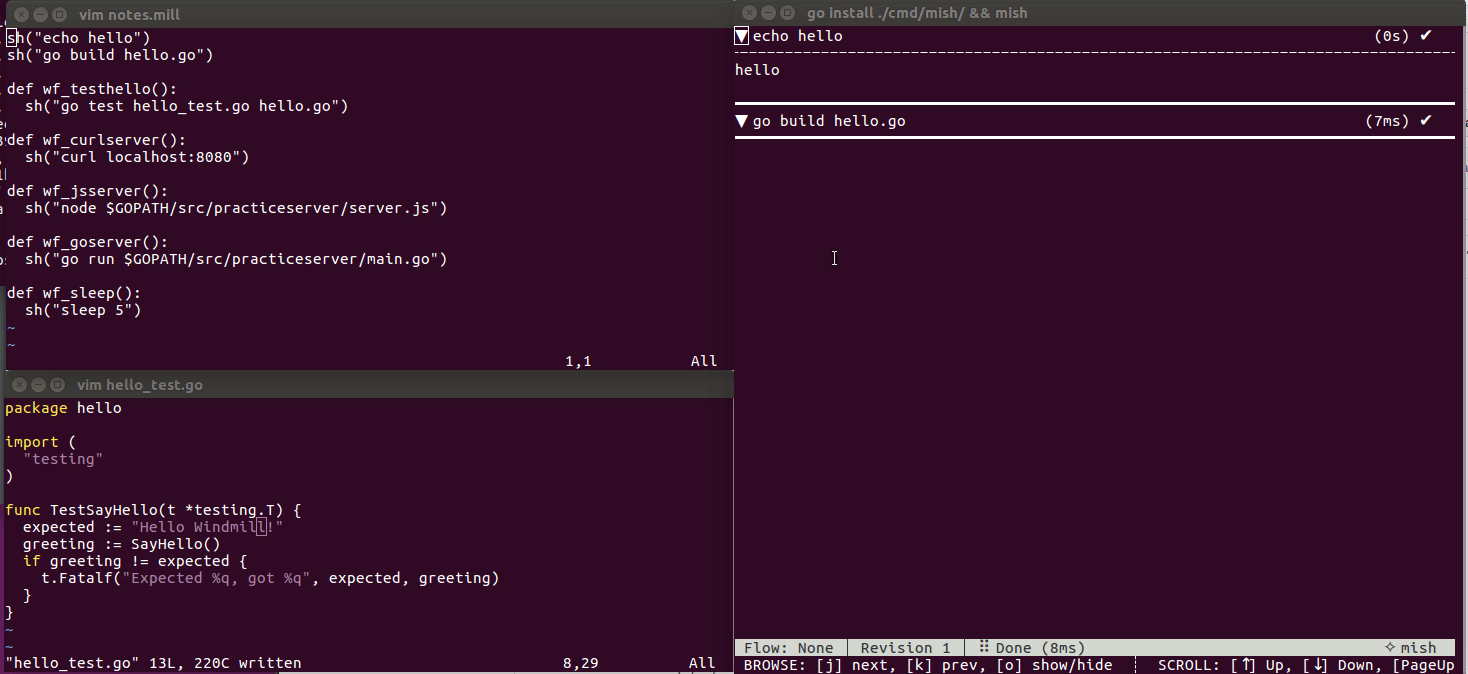 vim notes.mill
sh("echo hello")
sh("go build hello.go")
def wf_testhello():
sh("go test hello_test.go hello.go")
def wf_curlserver():
sh("curl localhost:8080")
def wf_jsserver():
sh("node $GOPATH/src/practiceserver/server.js")
def wf_goserver():
sh("go run $GOPATH/src/practiceserver/main.go")
def wf_sleep():
sh("sleep 5")
~
~
1,1 All
vim hello_test.go
package hello
import (
"testing"
)
func TestSayHello(t *testing.T) {
expected := "Hello Windmill!"
greeting := SayHello()
if greeting != expected {
t.Fatalf("Expected %q, got %q", expected, greeting)
}
}
~
~
"hello_test.go" 13L, 220C written 8,29 All
go install ./cmd/mish/ && mish
▼ echo hello (0s) ✔
hello
▼ go build hello.go (7ms) ✔
Flow: None Revision 1 ⠿ Done (8ms) ✧ mish
BROWSE: [j] next, [k] prev, [o] show/hide SCROLL: [↑] Up, [↓] Down, [PageUp